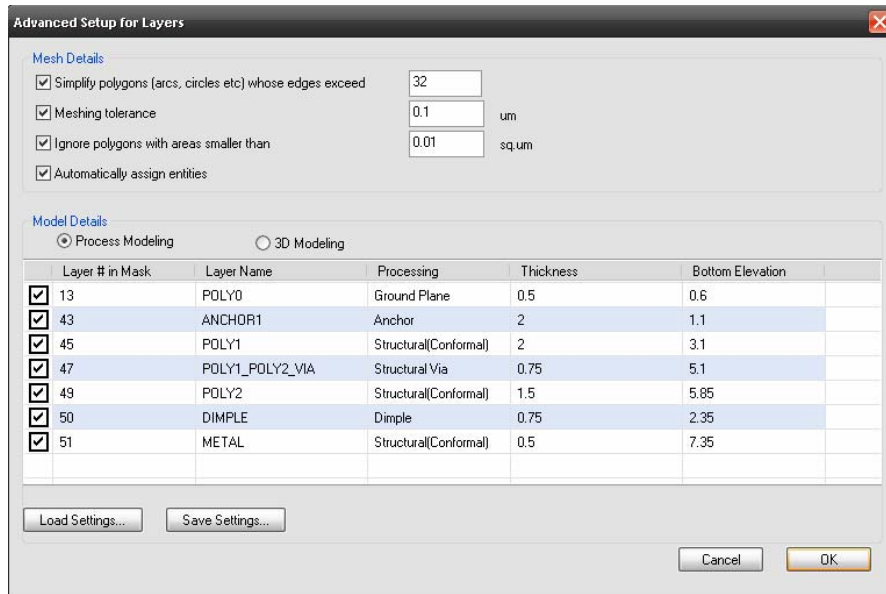 Advanced Setup for Layers
Mesh Details
Simplify polygons (arcs, circles etc) whose edges exceed 32
Meshing tolerance 0.1 um
Ignore polygons with areas smaller than 0.01 sq.um
Automatically assign entities
Model Details
Process Modeling 3D Modeling
Layer # in Mask Layer Name Processing Thickness Bottom Elevation
13 POLY0 Ground Plane 0.5 0.6
43 ANCHOR1 Anchor 2 1.1
45 POLY1 Structural(Conformal) 2 3.1
47 POLY1_POLY2_VIA Structural Via 0.75 5.1
49 POLY2 Structural(Conformal) 1.5 5.85
50 DIMPLE Dimple 0.75 2.35
51 METAL Structural(Conformal) 0.5 7.35
Load Settings... Save Settings...
Cancel OK